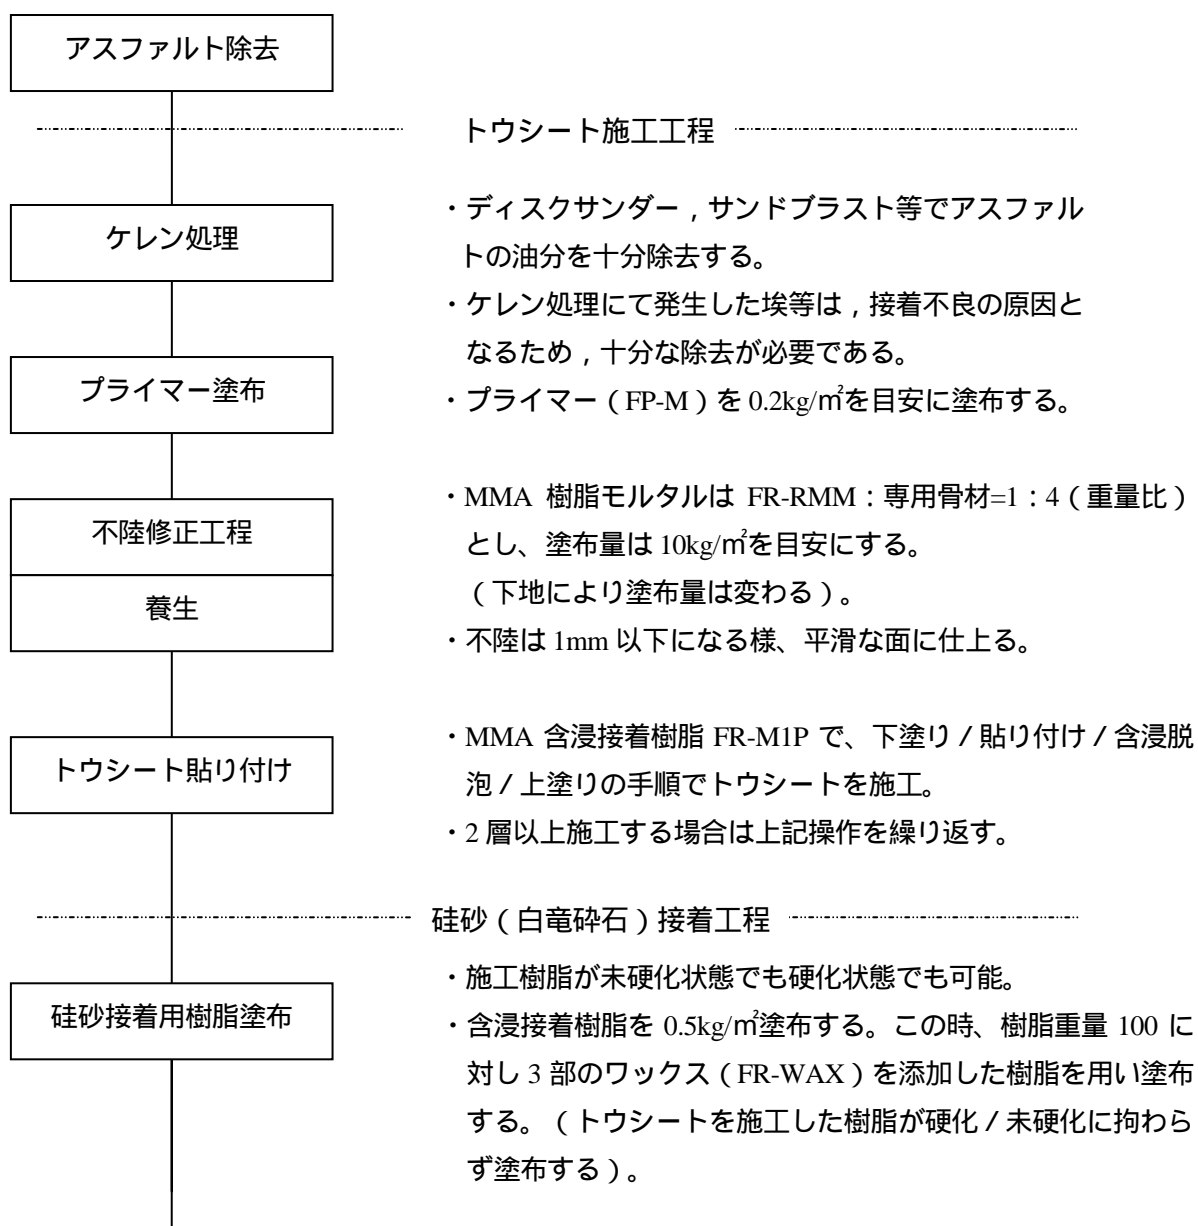 アスファルト除去
トウシート施工工程
ケレン処理
・ディスクサンダー，サンドブラスト等でアスファル
トの油分を十分除去する。
・ケレン処理にて発生した埃等は，接着不良の原因と
なるため，十分な除去が必要である。
プライマー塗布
・プライマー（FP-M）を 0.2kg/㎡を目安に塗布する。
不陸修正工程
養生
・MMA 樹脂モルタルは FR-RMM：専用骨材=1：4（重量比）
とし、塗布量は 10kg/㎡を目安にする。
（下地により塗布量は変わる）。
・不陸は 1mm 以下になる様、平滑な面に仕上る。
トウシート貼り付け
・MMA 含浸接着樹脂 FR-M1P で、下塗り／貼り付け／含浸脱
泡／上塗りの手順でトウシートを施工。
・2 層以上施工する場合は上記操作を繰り返す。
硅砂（白竜砕石）接着工程
硅砂接着用樹脂塗布
・施工樹脂が未硬化状態でも硬化状態でも可能。
・含浸接着樹脂を 0.5kg/㎡塗布する。この時、樹脂重量 100 に
対し 3 部のワックス（FR-WAX）を添加した樹脂を用い塗布
する。（トウシートを施工した樹脂が硬化／未硬化に拘わら
ず塗布する）。